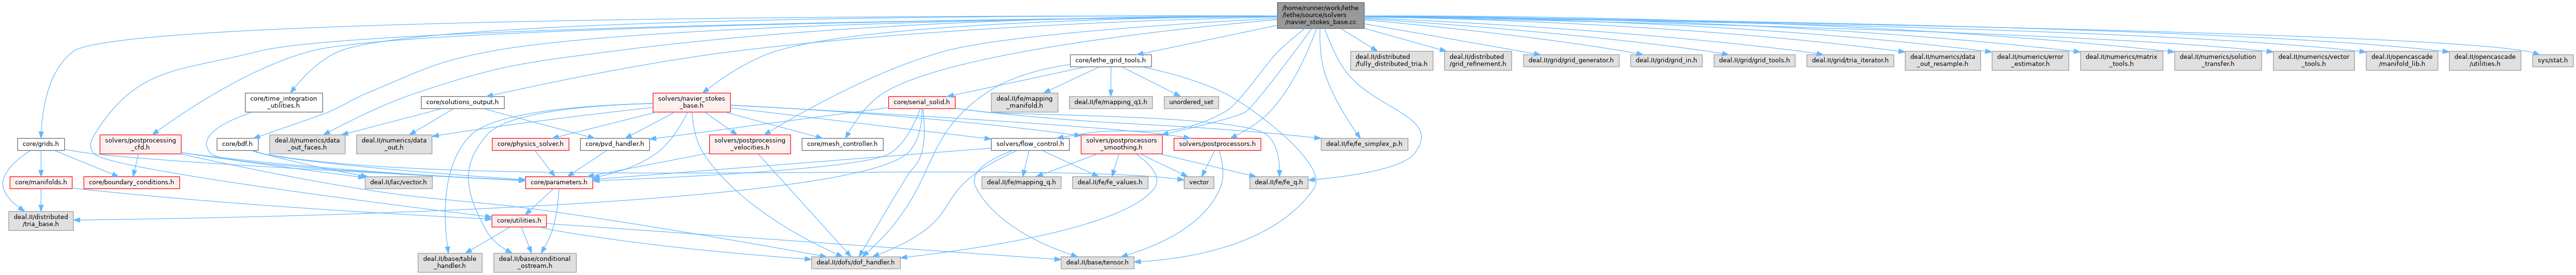 /home/runner/work/lethe
/lethe/source/solvers
/navier_stokes_base.cc
core/lethe_grid_tools.h
deal.II/distributed
/fully_distributed_tria.h
deal.II/distributed
/grid_refinement.h
deal.II/grid/grid_generator.h
deal.II/grid/grid_in.h
deal.II/grid/grid_tools.h
deal.II/grid/tria_iterator.h
deal.II/numerics/data
_out_resample.h
deal.II/numerics/error
_estimator.h
deal.II/numerics/matrix
_tools.h
deal.II/numerics/solution
_transfer.h
deal.II/numerics/vector
_tools.h
deal.II/opencascade
/manifold_lib.h
deal.II/opencascade
/utilities.h
sys/stat.h
core/time_integration
_utilities.h
core/solutions_output.h
solvers/navier_stokes
_base.h
core/serial_solid.h
deal.II/fe/mapping
_manifold.h
deal.II/fe/mapping_q1.h
unordered_set
core/grids.h
solvers/postprocessing
_cfd.h
core/bdf.h
deal.II/numerics/data
_out_faces.h
deal.II/numerics/data
_out.h
core/physics_solver.h
core/pvd_handler.h
solvers/postprocessing
_velocities.h
core/mesh_controller.h
solvers/flow_control.h
solvers/postprocessors
_smoothing.h
solvers/postprocessors.h
deal.II/fe/fe_simplex_p.h
core/manifolds.h
core/boundary_conditions.h
deal.II/lac/vector.h
core/parameters.h
deal.II/fe/mapping_q.h
deal.II/fe/fe_values.h
vector
deal.II/fe/fe_q.h
deal.II/distributed
/tria_base.h
core/utilities.h
deal.II/base/table
_handler.h
deal.II/base/conditional
_ostream.h
deal.II/dofs/dof_handler.h
deal.II/base/tensor.h